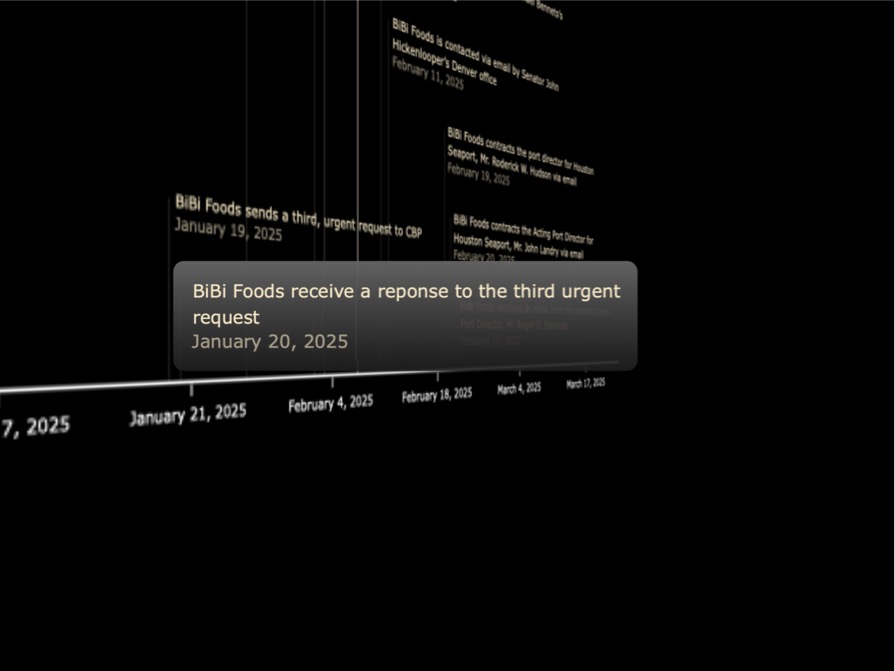 Bennets's
BiBi Foods is contacted via email by Senator John
Hickenlooper's Denver office
February 11, 2025
BiBi Foods contracts the port director for Houston
Seaport, Mr. Roderick W. Hudson via email
February 19, 2025
BiBi Foods sends a third, urgent request to CBP
January 19, 2025
BiBi Foods contracts the Acting Port Director for
Houston Seaport, Mr. John Landry via email
February 20, 2025
BiBi Foods receive a reponse to the third urgent
request
January 20, 2025
7, 2025
January 21, 2025
February 4, 2025
February 18, 2025
March 4, 2025
March 17, 2025